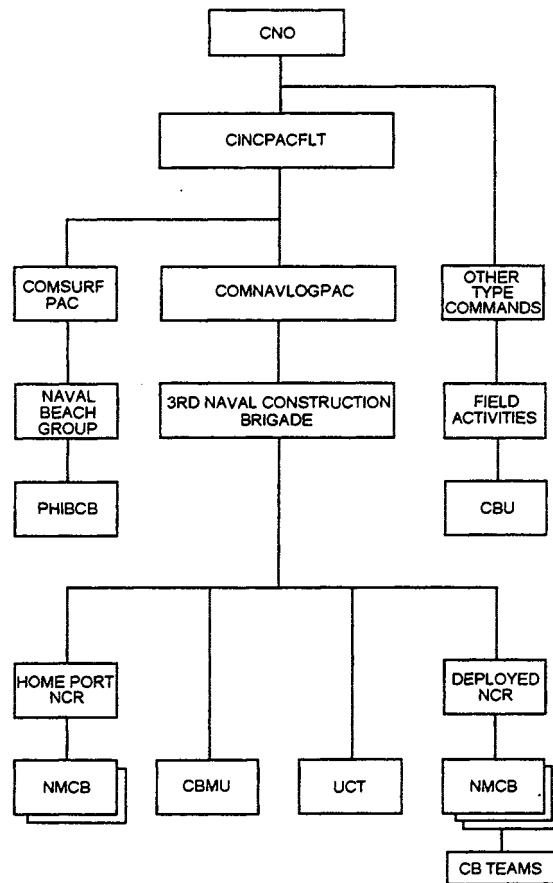 CNO
CINCPACFLT
COMSURF
PAC
COMNAVLOGPAC
OTHER
TYPE
COMMANDS
NAVAL
BEACH
GROUP
3RD NAVAL CONSTRUCTION
BRIGADE
FIELD
ACTIVITIES
PHIBCB
CBU
HOME PORT
NCR
DEPLOYED
NCR
NMCB
CBMU
UCT
NMCB
CB TEAMS